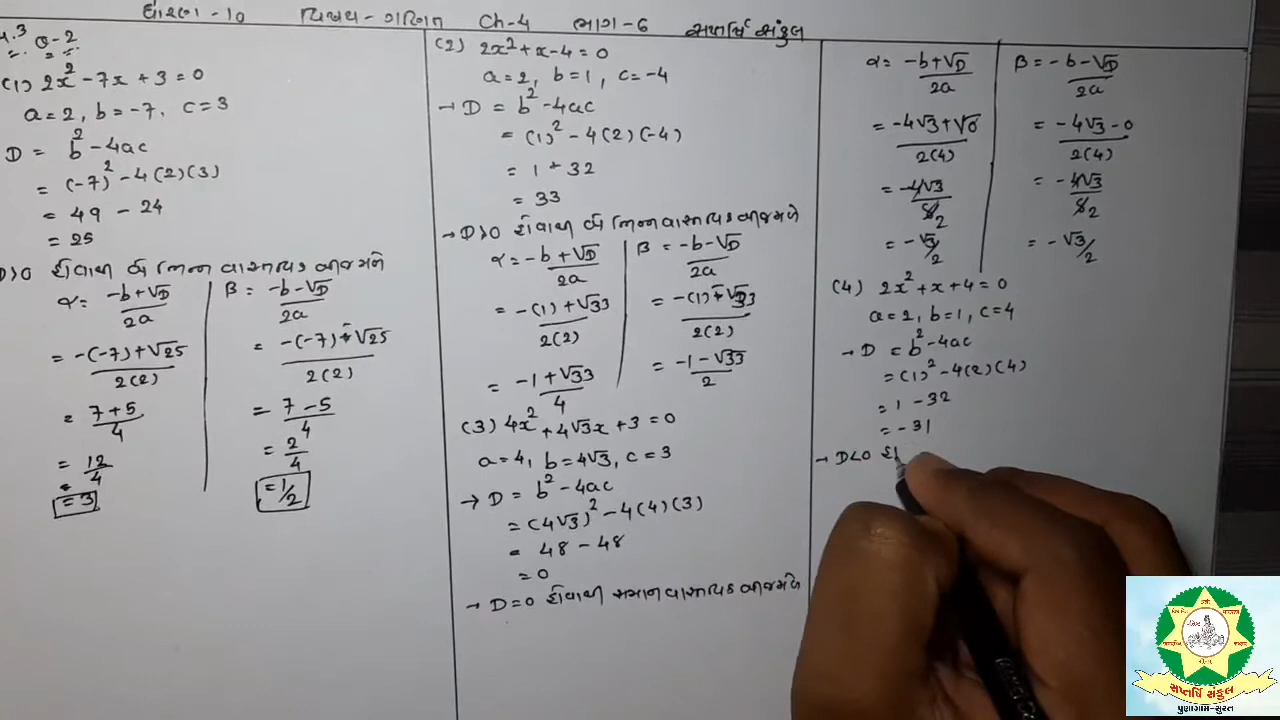 ધોરણ - 10 વિષય - ગણિત Ch-4 ભાગ-6 સપ્તર્ષિ સંકુલ
4.3 Q-2
(1) 2x² - 7x + 3 = 0
a = 2, b = -7, c = 3
D = b² - 4ac
= (-7)² - 4(2)(3)
= 49 - 24
= 25
D>0 હોવાથી બે ભિન્ન વાસ્તવિક બીજ મળે
α = -b+√D / 2a
= -(-7)+√25 / 2(2)
= 7+5 / 4
= 12/4
= 3
β = -b-√D / 2a
= -(-7)-√25 / 2(2)
= 7-5 / 4
= 2/4
= 1/2
(2) 2x² + x - 4 = 0
a = 2, b = 1, c = -4
→ D = b² - 4ac
= (1)² - 4(2)(-4)
= 1 + 32
= 33
→ D>0 હોવાથી બે ભિન્ન વાસ્તવિક બીજ મળે
α = -b+√D / 2a
= -(1)+√33 / 2(2)
= -1+√33 / 4
β = -b-√D / 2a
= -(1)-√33 / 2(2)
= -1-√33 / 2
(3) 4x² + 4√3x + 3 = 0
a = 4, b = 4√3, c = 3
→ D = b² - 4ac
= (4√3)² - 4(4)(3)
= 48 - 48
= 0
→ D = 0 હોવાથી સમાન વાસ્તવિક બીજ મળે
α = -b+√D / 2a
= -4√3+√0 / 2(4)
= -4√3 / 8 2
= -√3/2
β = -b-√D / 2a
= -4√3-0 / 2(4)
= -4√3 / 8 2
= -√3/2
(4) 2x² + x + 4 = 0
a = 2, b = 1, c = 4
→ D = b² - 4ac
= (1)² - 4(2)(4)
= 1 - 32
= -31
→ D<0 હો
સપ્તર્ષિ સંકુલ
પુણાગામ-સુરત